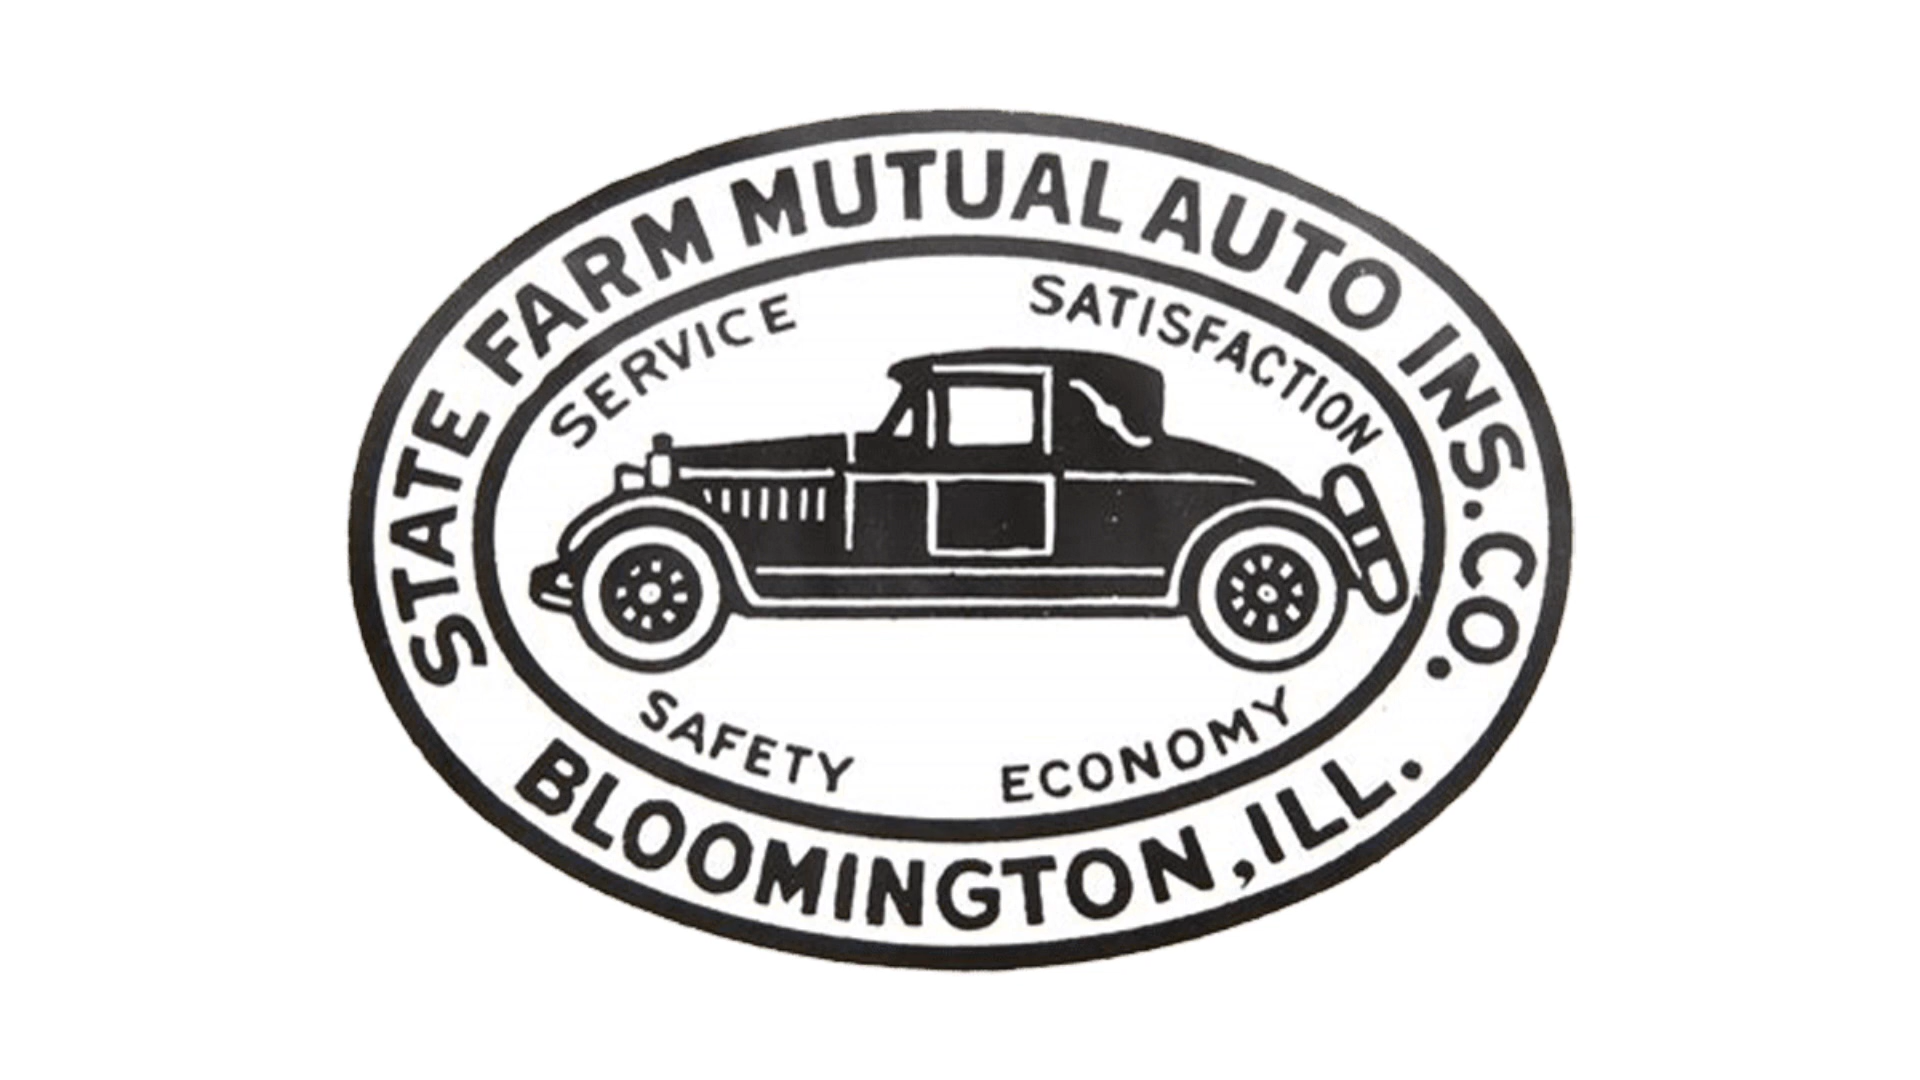 STATE FARM MUTUAL AUTO INS. CO.
SERVICE
SATISFACTION
SAFETY
ECONOMY
BLOOMINGTON, ILL.